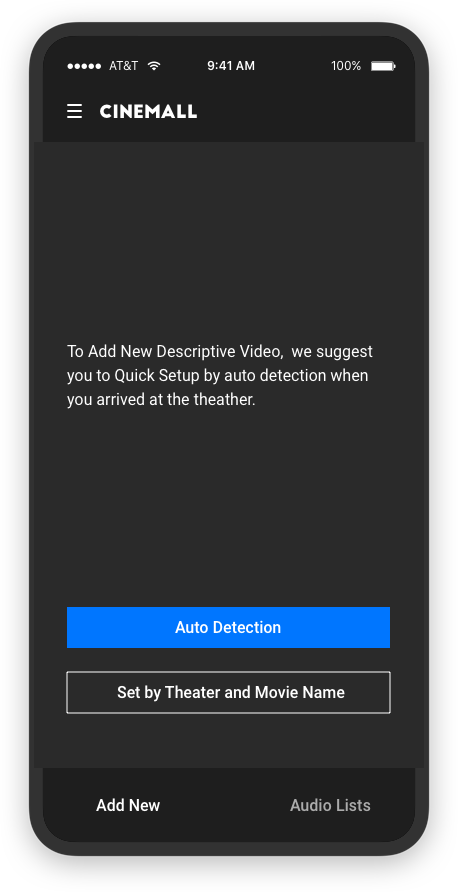 AT&T 9:41 AM 100%
CINEMALL
To Add New Descriptive Video, we suggest
you to Quick Setup by auto detection when
you arrived at the theather.
Auto Detection
Set by Theater and Movie Name
Add New Audio Lists